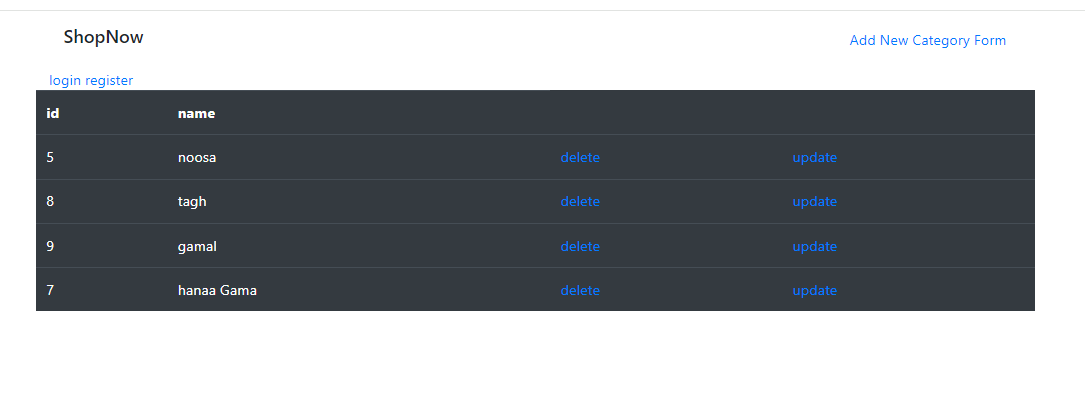 ShopNow
Add New Category Form
login register
id name
5 noosa delete update
8 tagh delete update
9 gamal delete update
7 hanaa Gama delete update